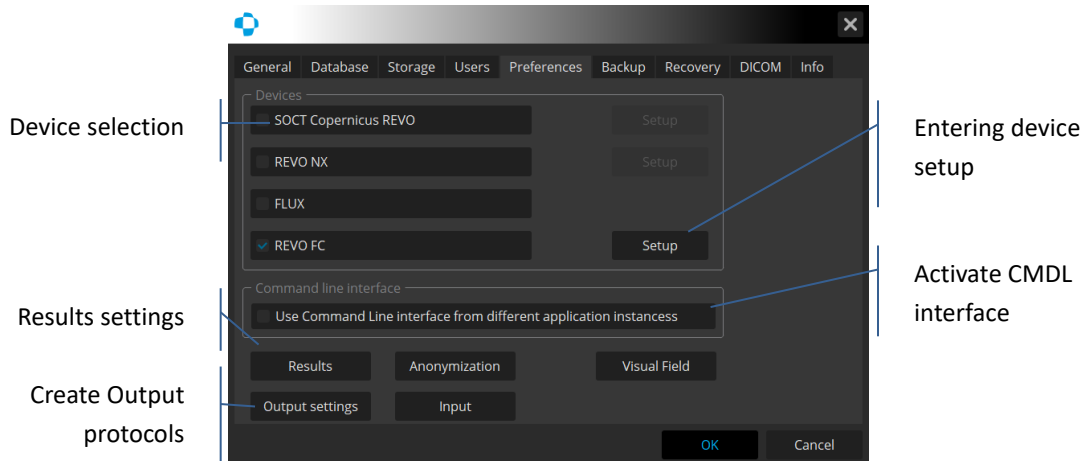 General Database Storage Users Preferences Backup Recovery DICOM Info
Devices
Device selection
SOCT Copernicus REVO
Setup
Entering device
setup
REVO NX
Setup
FLUX
REVO FC
Setup
Activate CMDL
interface
Command line interface
Use Command Line interface from different application instancess
Results settings
Results
Anonymization
Visual Field
Create Output
protocols
Output settings
Input
OK
Cancel